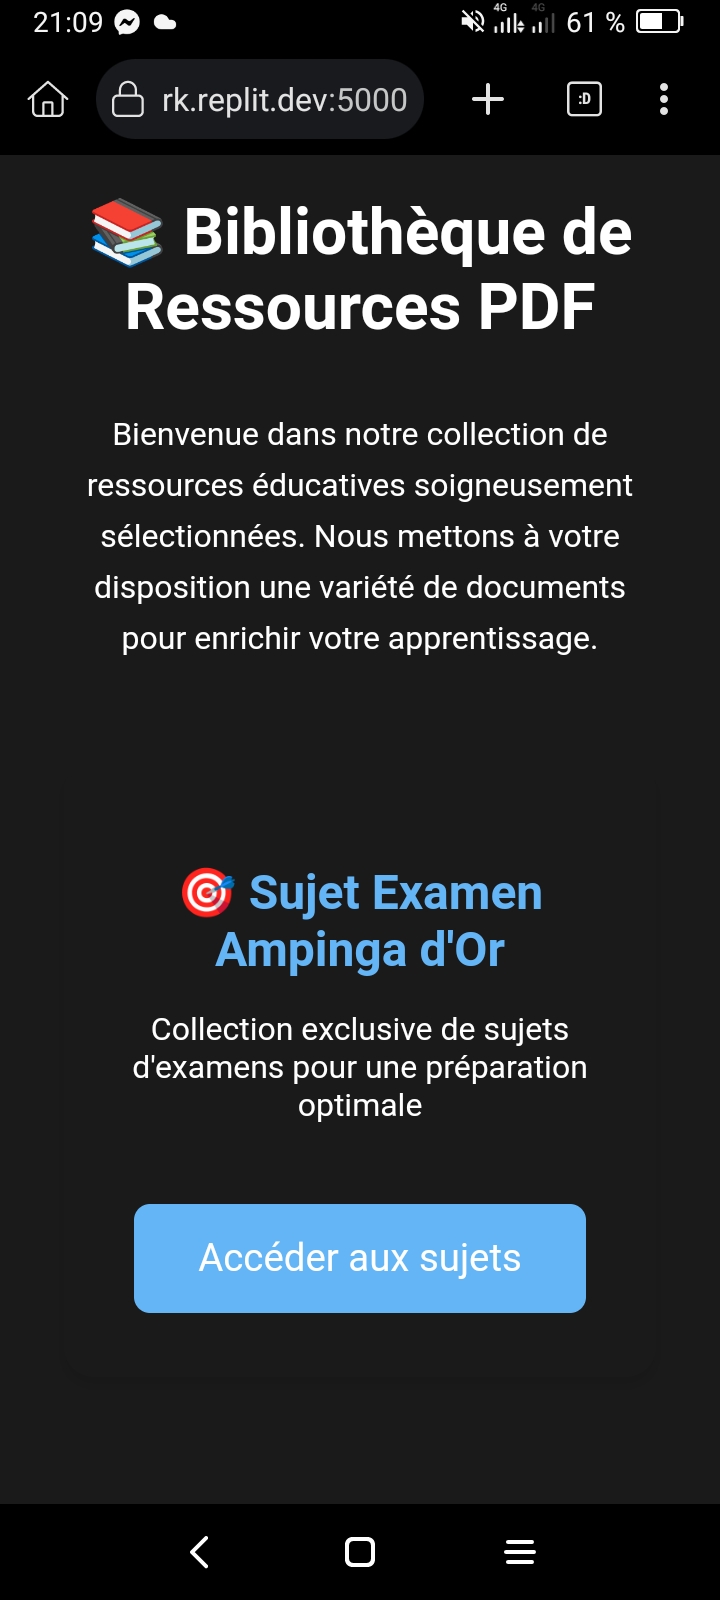 21:09
4G 4G 61 %
rk.replit.dev:5000
:D
📚 Bibliothèque de
Ressources PDF
Bienvenue dans notre collection de
ressources éducatives soigneusement
sélectionnées. Nous mettons à votre
disposition une variété de documents
pour enrichir votre apprentissage.
🎯 Sujet Examen
Ampinga d'Or
Collection exclusive de sujets
d'examens pour une préparation
optimale
Accéder aux sujets